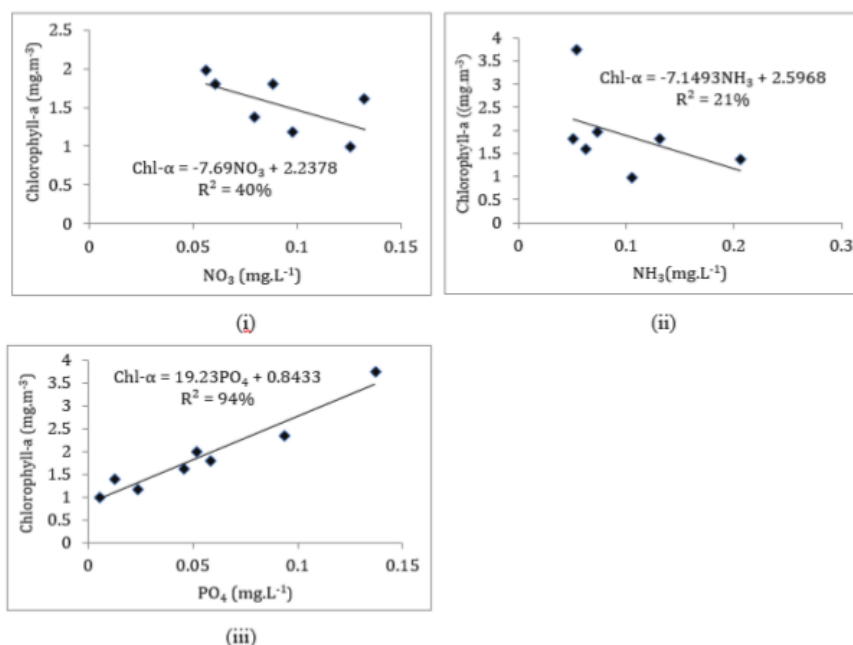 2.5
2
1.5
1
0.5
0
Chlorophyll-a (mg.m⁻³)
Chl-α = -7.69NO₃ + 2.2378
R² = 40%
0 0.05 0.1 0.15
NO₃ (mg.L⁻¹)
(i)
4
3.5
3
2.5
2
1.5
1
0.5
0
Chlorophyll-a ((mg.m⁻³)
Chl-α = -7.1493NH₃ + 2.5968
R² = 21%
0 0.1 0.2 0.3
NH₃(mg.L⁻¹)
(ii)
4
3.5
3
2.5
2
1.5
1
0.5
0
Chlorophyll-a (mg.m⁻³)
Chl-α = 19.23PO₄ + 0.8433
R² = 94%
0 0.05 0.1 0.15
PO₄ (mg.L⁻¹)
(iii)